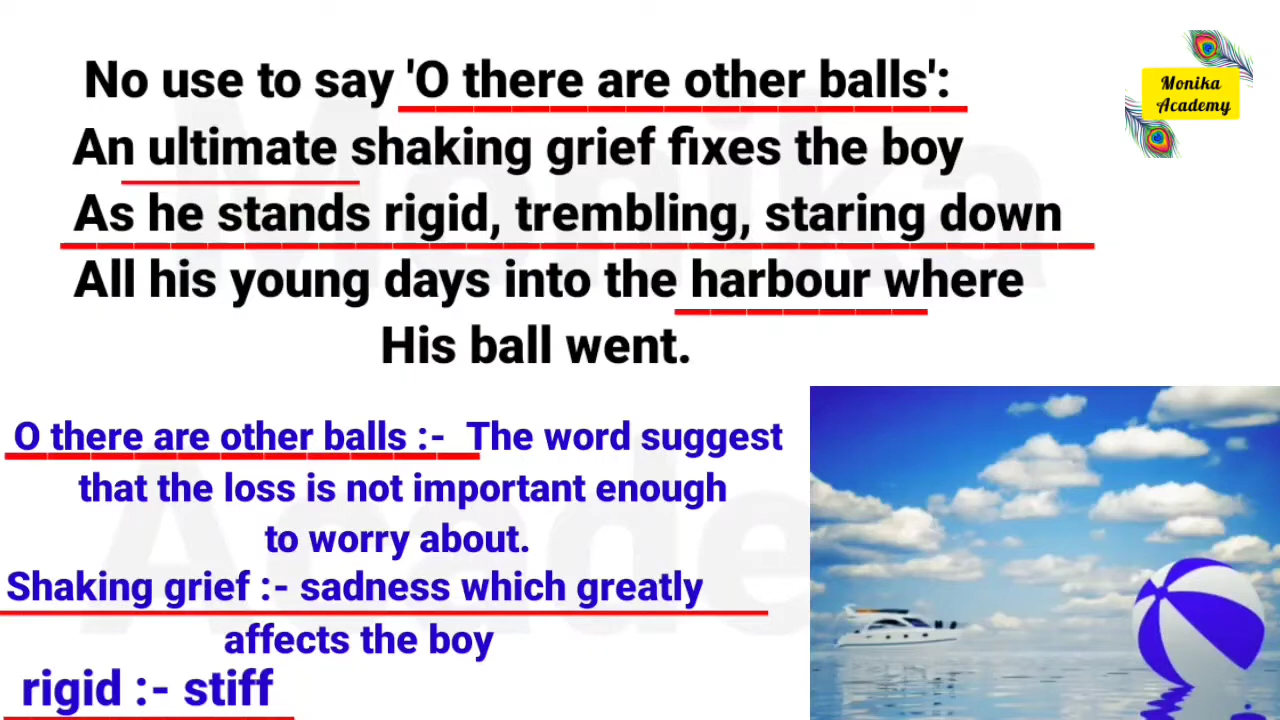 No use to say 'O there are other balls':
An ultimate shaking grief fixes the boy
As he stands rigid, trembling, staring down
All his young days into the harbour where
His ball went.
Monika
Academy
O there are other balls :- The word suggest
that the loss is not important enough
to worry about.
Shaking grief :- sadness which greatly
affects the boy
rigid :- stiff